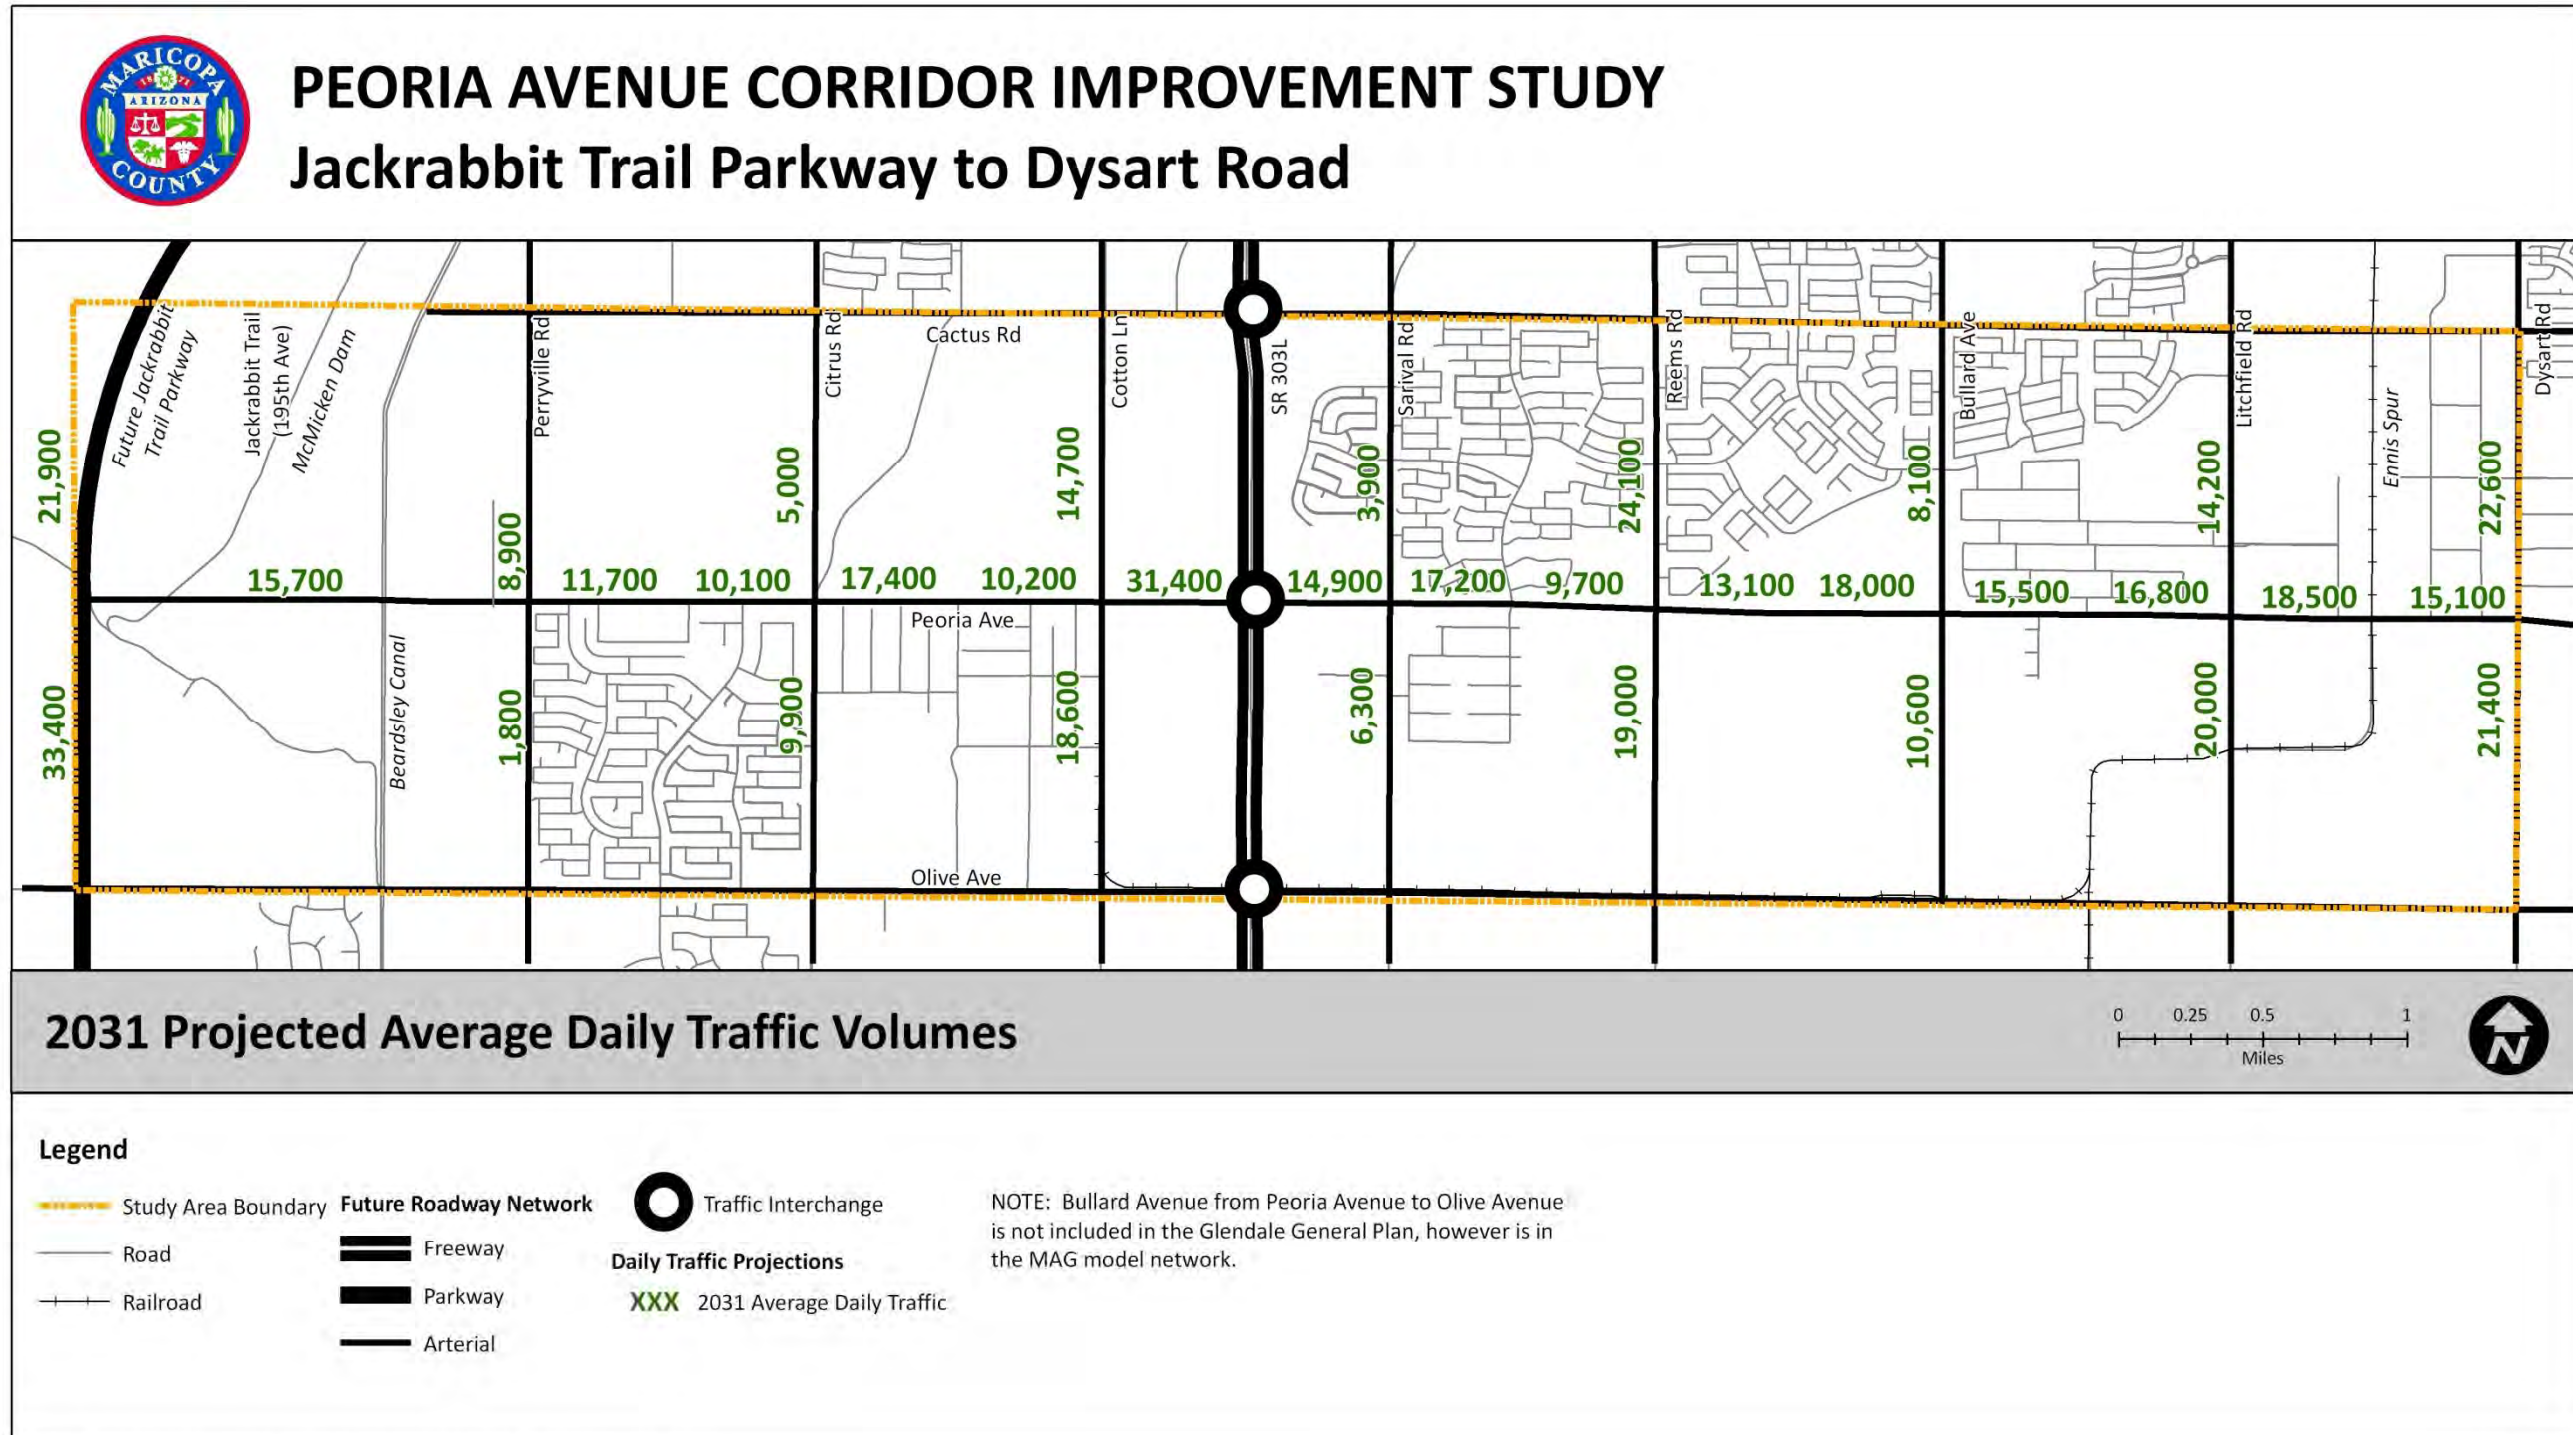 MARICOPA
18 71
ARIZONA
COUNTY
PEORIA AVENUE CORRIDOR IMPROVEMENT STUDY
Jackrabbit Trail Parkway to Dysart Road
Future Jackrabbit
Trail Parkway
Jackrabbit Trail
(195th Ave)
McMicken Dam
Perryville Rd
Citrus Rd
Cactus Rd
Cotton Ln
SR 303L
Sarival Rd
Reems Rd
Bullard Ave
Litchfield Rd
Ennis Spur
Dysart Rd
21,900
8,900
5,000
14,700
3,900
24,100
8,100
14,200
22,600
15,700
11,700
10,100
17,400
10,200
31,400
14,900
17,200
9,700
13,100
18,000
15,500
16,800
18,500
15,100
Peoria Ave
Beardsley Canal
33,400
1,800
9,900
18,600
6,300
19,000
10,600
20,000
21,400
Olive Ave
2031 Projected Average Daily Traffic Volumes
0 0.25 0.5 1
Miles
N
Legend
Study Area Boundary
Road
Railroad
Future Roadway Network
Freeway
Parkway
Arterial
Traffic Interchange
Daily Traffic Projections
XXX 2031 Average Daily Traffic
NOTE: Bullard Avenue from Peoria Avenue to Olive Avenue
is not included in the Glendale General Plan, however is in
the MAG model network.